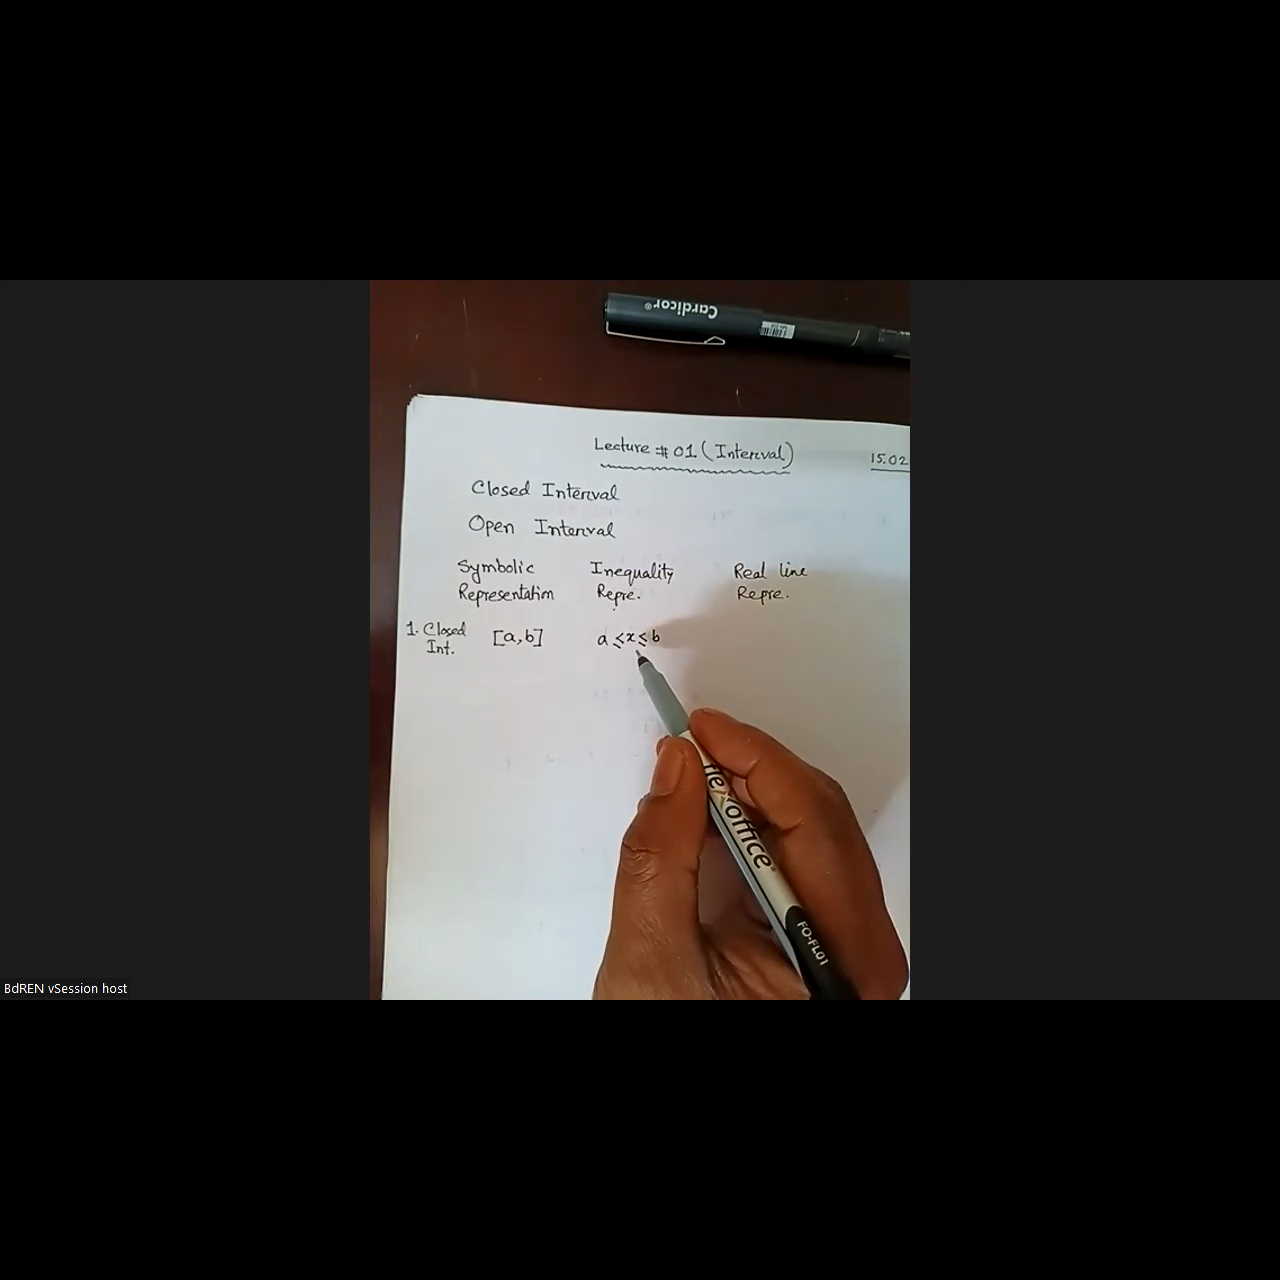 Cardicor®
Lecture # 01 (Interval)
15.02
Closed Interval
Open Interval
Symbolic Inequality Real line
Representation Repre. Repre.
1. Closed [a,b] a ≤ x ≤ b
Int.
flexoffice®
FO-FL01
BdREN vSession host